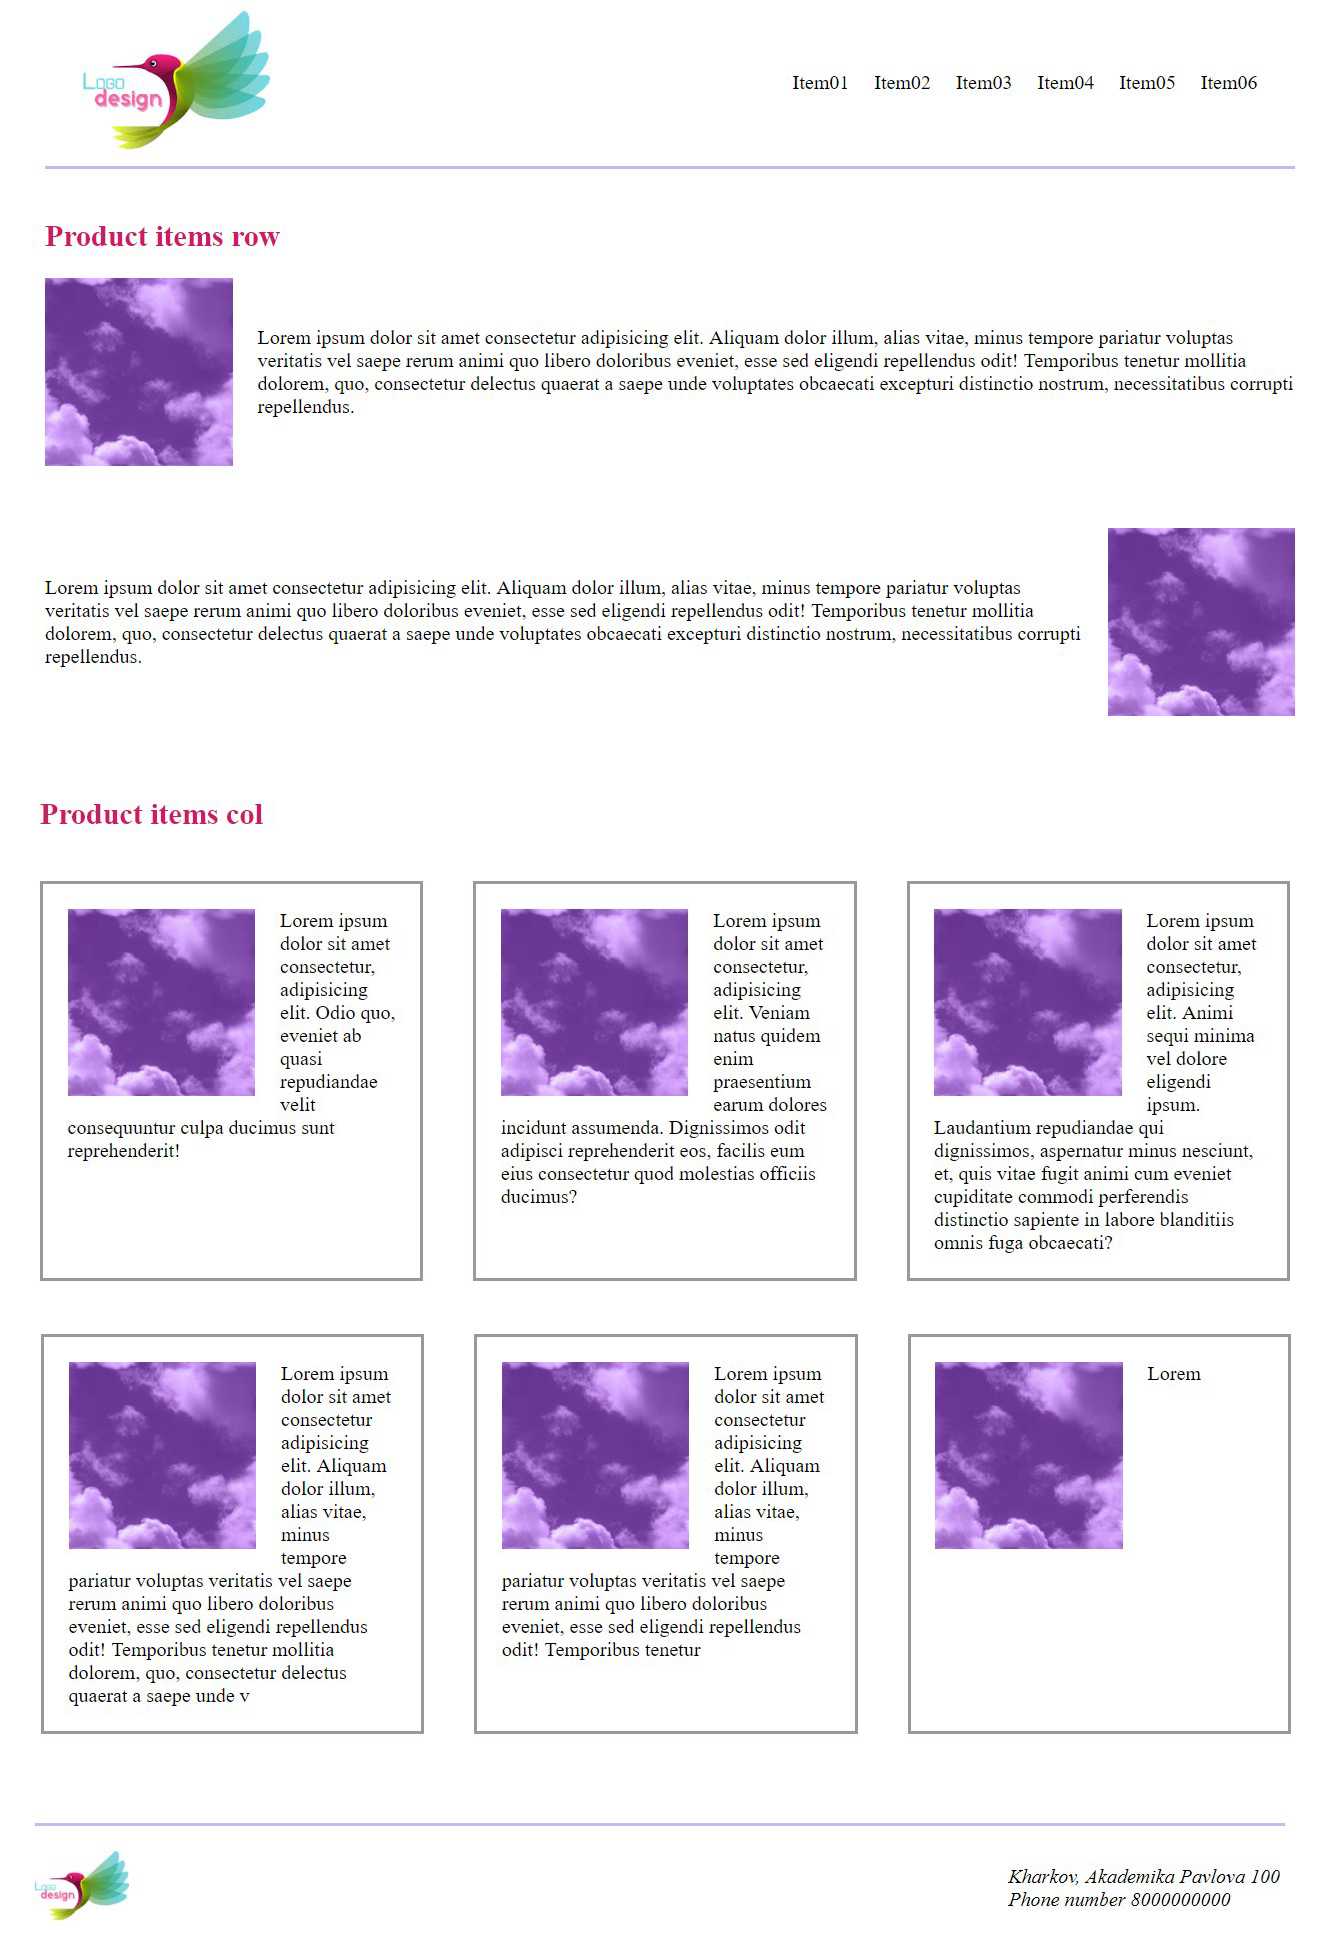 Logo
design
Item01 Item02 Item03 Item04 Item05 Item06
Product items row
Lorem ipsum dolor sit amet consectetur adipisicing elit. Aliquam dolor illum, alias vitae, minus tempore pariatur voluptas
veritatis vel saepe rerum animi quo libero doloribus eveniet, esse sed eligendi repellendus odit! Temporibus tenetur mollitia
dolorem, quo, consectetur delectus quaerat a saepe unde voluptates obcaecati excepturi distinctio nostrum, necessitatibus corrupti
repellendus.
Lorem ipsum dolor sit amet consectetur adipisicing elit. Aliquam dolor illum, alias vitae, minus tempore pariatur voluptas
veritatis vel saepe rerum animi quo libero doloribus eveniet, esse sed eligendi repellendus odit! Temporibus tenetur mollitia
dolorem, quo, consectetur delectus quaerat a saepe unde voluptates obcaecati excepturi distinctio nostrum, necessitatibus corrupti
repellendus.
Product items col
Lorem ipsum
dolor sit amet
consectetur,
adipisicing
elit. Odio quo,
eveniet ab
quasi
repudiandae
velit
consequuntur culpa ducimus sunt
reprehenderit!
Lorem ipsum
dolor sit amet
consectetur,
adipisicing
elit. Veniam
natus quidem
enim
praesentium
earum dolores
incidunt assumenda. Dignissimos odit
adipisci reprehenderit eos, facilis eum
eius consectetur quod molestias officiis
ducimus?
Lorem ipsum
dolor sit amet
consectetur,
adipisicing
elit. Animi
sequi minima
vel dolore
eligendi
ipsum.
Laudantium repudiandae qui
dignissimos, aspernatur minus nesciunt,
et, quis vitae fugit animi cum eveniet
cupiditate commodi perferendis
distinctio sapiente in labore blanditiis
omnis fuga obcaecati?
Lorem ipsum
dolor sit amet
consectetur
adipisicing
elit. Aliquam
dolor illum,
alias vitae,
minus
tempore
pariatur voluptas veritatis vel saepe
rerum animi quo libero doloribus
eveniet, esse sed eligendi repellendus
odit! Temporibus tenetur mollitia
dolorem, quo, consectetur delectus
quaerat a saepe unde v
Lorem ipsum
dolor sit amet
consectetur
adipisicing
elit. Aliquam
dolor illum,
alias vitae,
minus
tempore
pariatur voluptas veritatis vel saepe
rerum animi quo libero doloribus
eveniet, esse sed eligendi repellendus
odit! Temporibus tenetur
Lorem
Logo
design
Kharkov, Akademika Pavlova 100
Phone number 8000000000